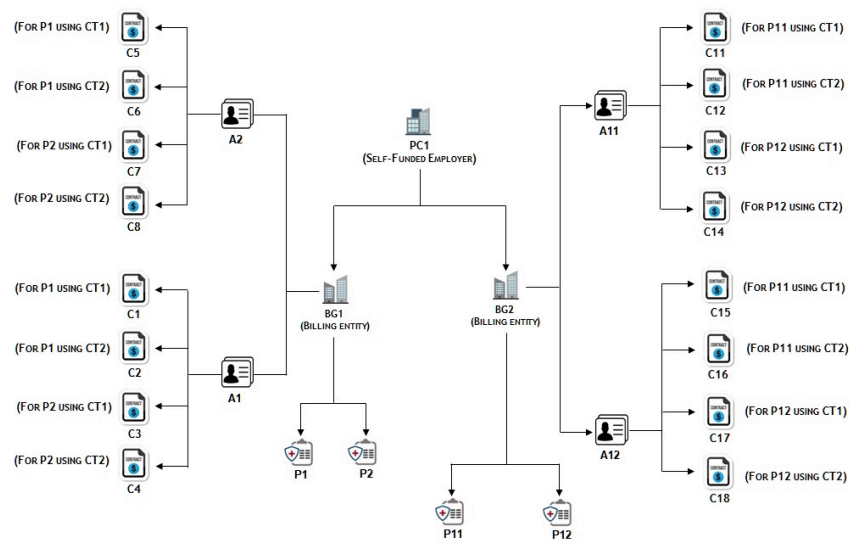 (FOR P1 USING CT1)
C5
(FOR P1 USING CT2)
C6
(FOR P2 USING CT1)
C7
(FOR P2 USING CT2)
C8
A2
(FOR P1 USING CT1)
C1
(FOR P1 USING CT2)
C2
(FOR P2 USING CT1)
C3
(FOR P2 USING CT2)
C4
A1
PC1
(SELF-FUNDED EMPLOYER)
BG1
(BILLING ENTITY)
P1
P2
BG2
(BILLING ENTITY)
P11
P12
A11
(FOR P11 USING CT1)
C11
(FOR P11 USING CT2)
C12
(FOR P12 USING CT1)
C13
(FOR P12 USING CT2)
C14
A12
(FOR P11 USING CT1)
C15
(FOR P11 USING CT2)
C16
(FOR P12 USING CT1)
C17
(FOR P12 USING CT2)
C18